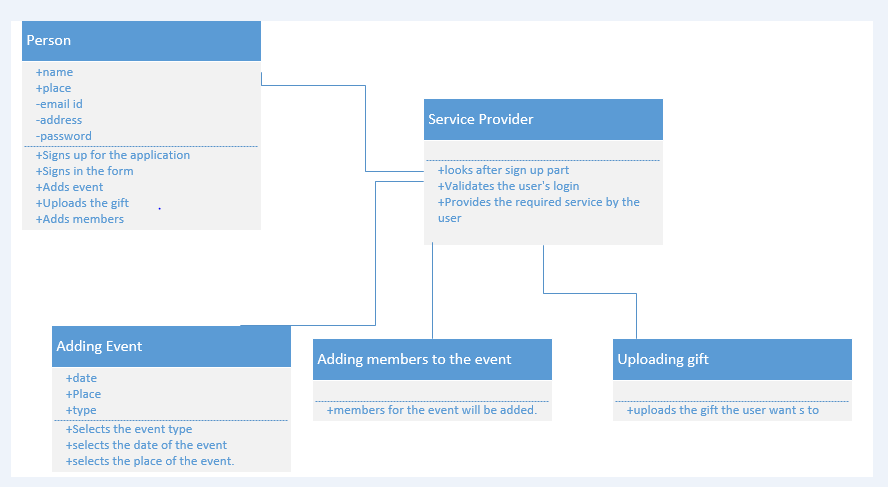 Person
+name
+place
-email id
-address
-password
+Signs up for the application
+Signs in the form
+Adds event
+Uploads the gift
+Adds members
Service Provider
+looks after sign up part
+Validates the user's login
+Provides the required service by the
user
Adding Event
+date
+Place
+type
+Selects the event type
+selects the date of the event
+selects the place of the event.
Adding members to the event
+members for the event will be added.
Uploading gift
+uploads the gift the user want s to